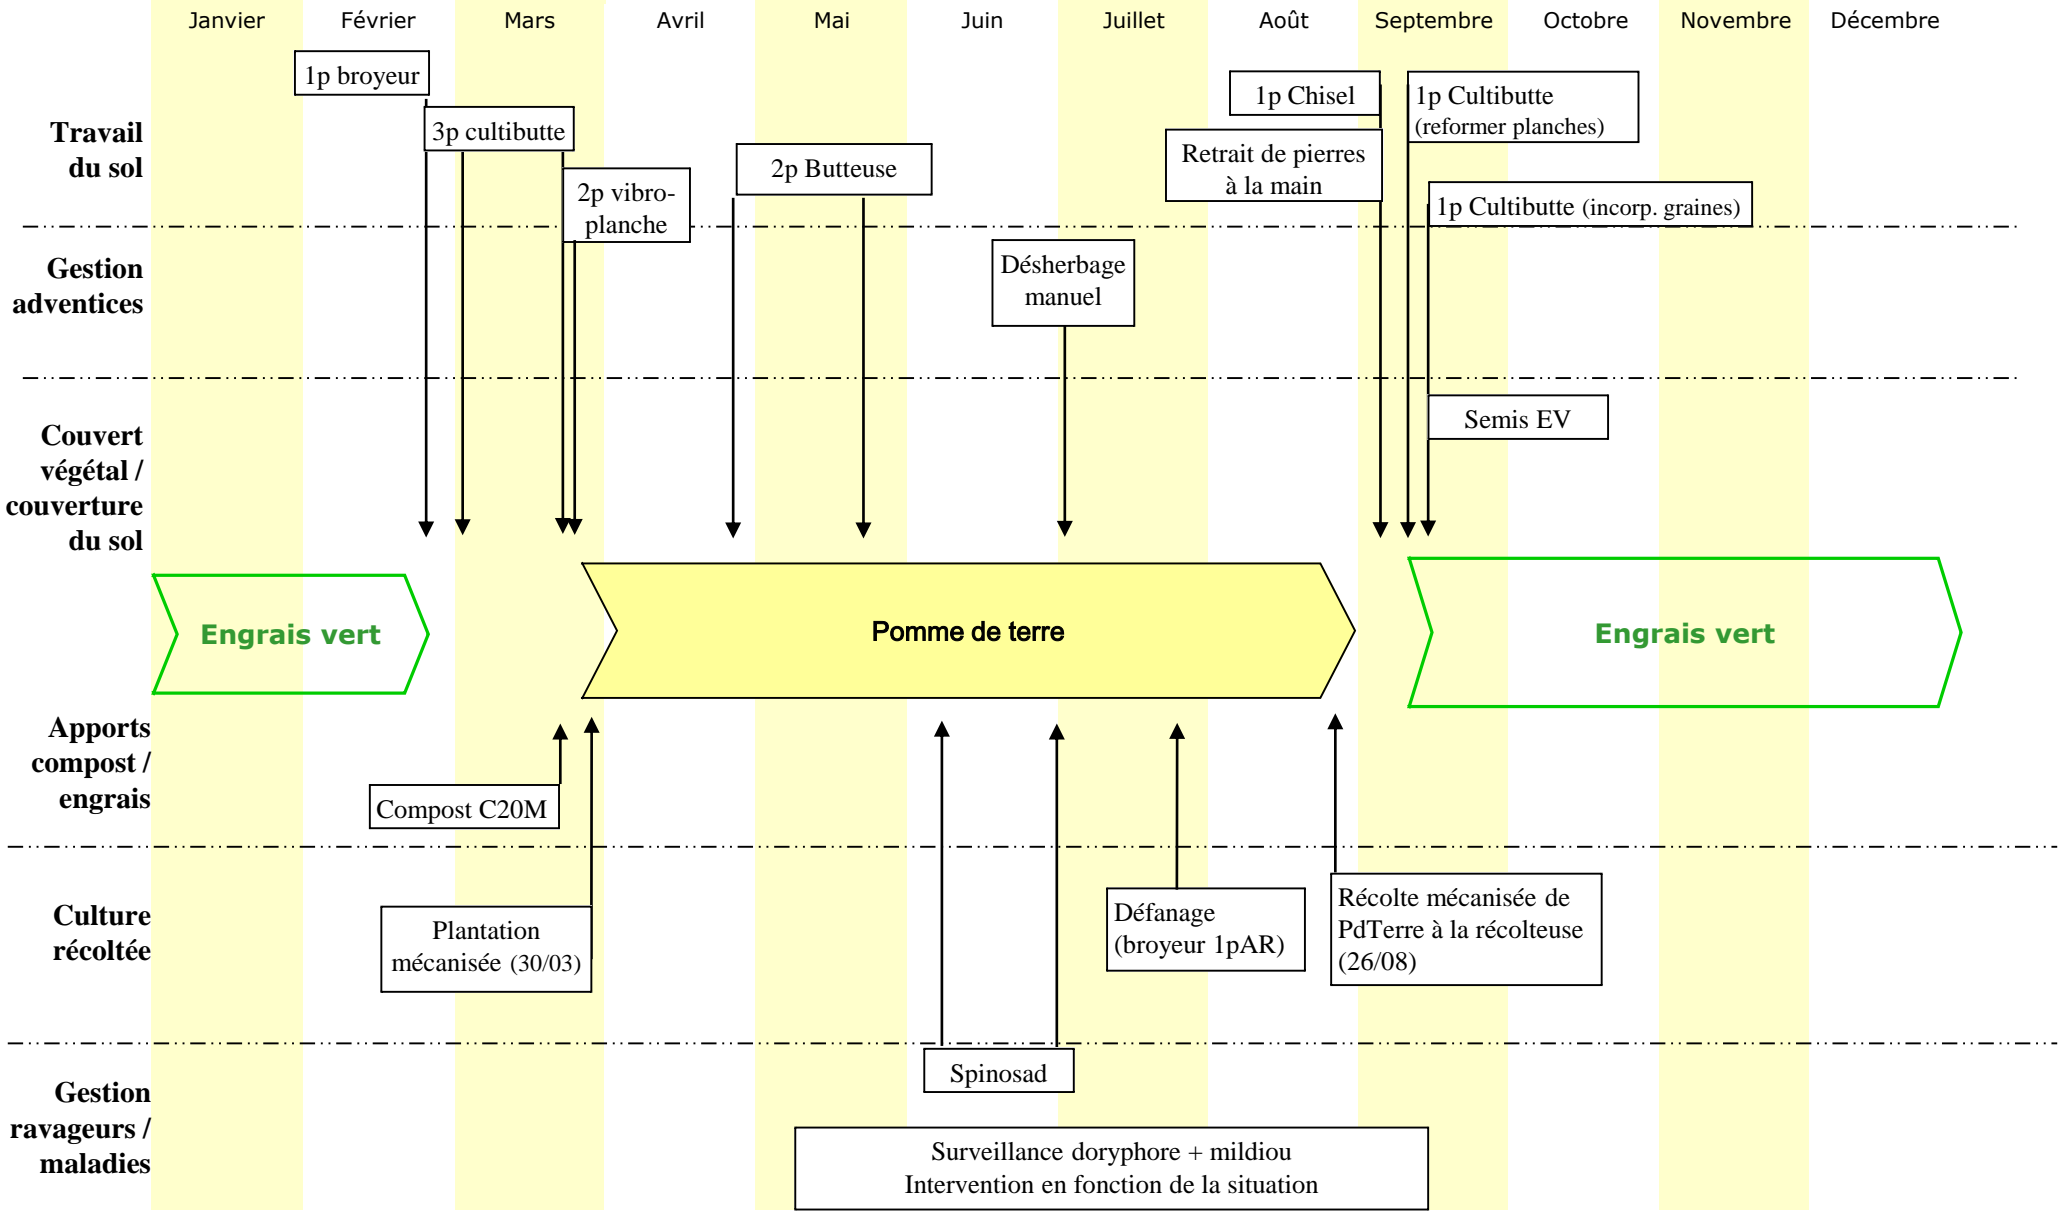 Janvier Février Mars Avril Mai Juin Juillet Août Septembre Octobre Novembre Décembre
Travail
du sol
1p broyeur
3p cultibutte
2p vibro-
planche
2p Butteuse
1p Chisel
Retrait de pierres
à la main
1p Cultibutte
(reformer planches)
1p Cultibutte (incorp. graines)
Gestion
adventices
Désherbage
manuel
Couvert
végétal /
couverture
du sol
Semis EV
Engrais vert
Pomme de terre
Engrais vert
Apports
compost /
engrais
Compost C20M
Culture
récoltée
Plantation
mécanisée (30/03)
Défanage
(broyeur 1pAR)
Récolte mécanisée de
PdTerre à la récolteuse
(26/08)
Gestion
ravageurs /
maladies
Spinosad
Surveillance doryphore + mildiou
Intervention en fonction de la situation